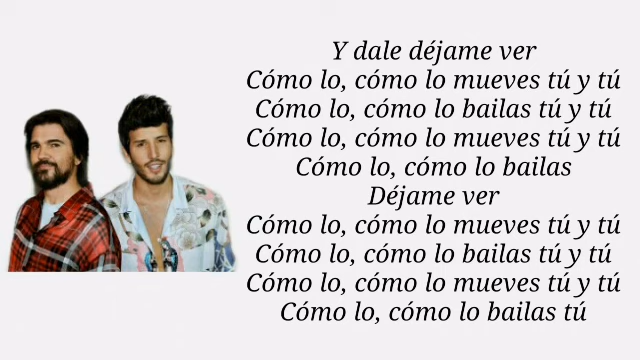 Y dale déjame ver
Cómo lo, cómo lo mueves tú y tú
Cómo lo, cómo lo bailas tú y tú
Cómo lo, cómo lo mueves tú y tú
Cómo lo, cómo lo bailas
Déjame ver
Cómo lo, cómo lo mueves tú y tú
Cómo lo, cómo lo bailas tú y tú
Cómo lo, cómo lo mueves tú y tú
Cómo lo, cómo lo bailas tú